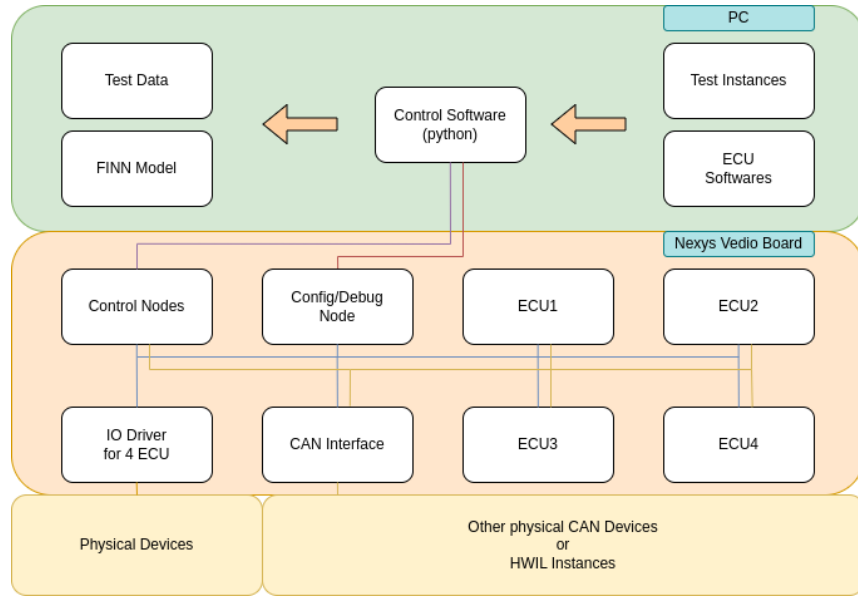 PC
Test Data
Control Software
(python)
Test Instances
FINN Model
ECU
Softwares
Nexys Vedio Board
Control Nodes
Config/Debug
Node
ECU1
ECU2
IO Driver
for 4 ECU
CAN Interface
ECU3
ECU4
Physical Devices
Other physical CAN Devices
or
HWIL Instances